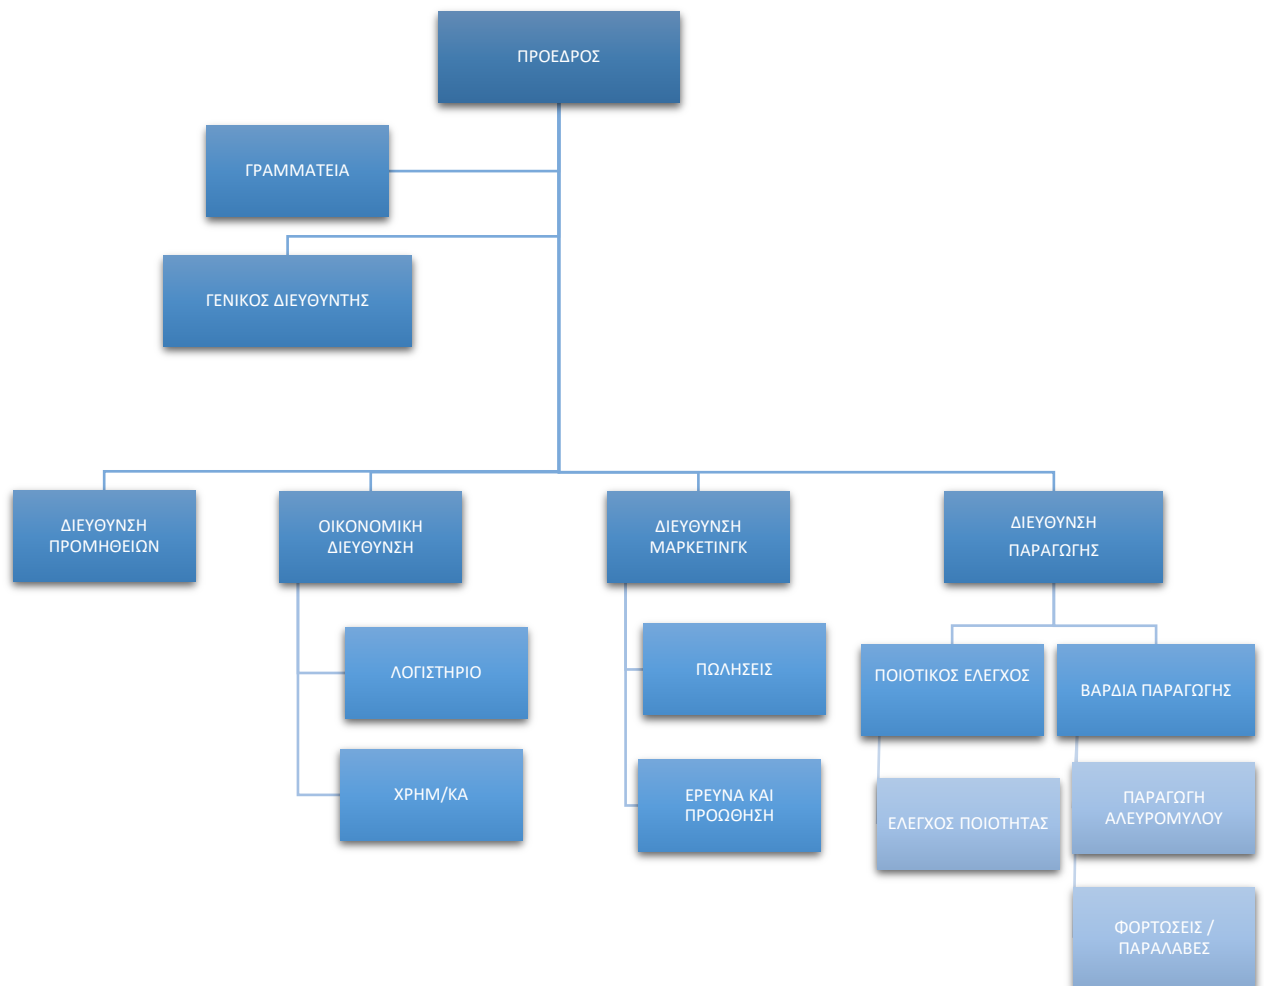 ΠΡΟΕΔΡΟΣ
ΓΡΑΜΜΑΤΕΙΑ
ΓΕΝΙΚΟΣ ΔΙΕΥΘΥΝΤΗΣ
ΔΙΕΥΘΥΝΣΗ
ΠΡΟΜΗΘΕΙΩΝ
ΟΙΚΟΝΟΜΙΚΗ
ΔΙΕΥΘΥΝΣΗ
ΔΙΕΥΘΥΝΣΗ
ΜΑΡΚΕΤΙΝΓΚ
ΔΙΕΥΘΥΝΣΗ
ΠΑΡΑΓΩΓΗΣ
ΛΟΓΙΣΤΗΡΙΟ
ΧΡΗΜ/ΚΑ
ΠΩΛΗΣΕΙΣ
ΕΡΕΥΝΑ ΚΑΙ
ΠΡΟΩΘΗΣΗ
ΠΟΙΟΤΙΚΟΣ ΕΛΕΓΧΟΣ
ΕΛΕΓΧΟΣ ΠΟΙΟΤΗΤΑΣ
ΒΑΡΔΙΑ ΠΑΡΑΓΩΓΗΣ
ΠΑΡΑΓΩΓΗ
ΑΛΕΥΡΟΜΥΛΟΥ
ΦΟΡΤΩΣΕΙΣ /
ΠΑΡΑΛΑΒΕΣ